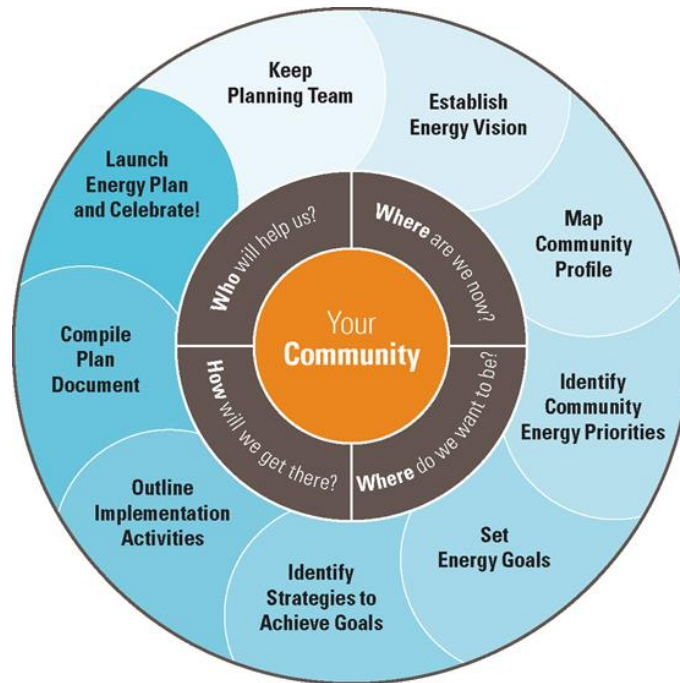 Keep
Planning Team
Establish
Energy Vision
Map
Community
Profile
Identify
Community
Energy Priorities
Set
Energy Goals
Identify
Strategies to
Achieve Goals
Outline
Implementation
Activities
Compile
Plan
Document
Launch
Energy Plan
and Celebrate!
Who will help us?
Where are we now?
Where do we want to be?
How will we get there?
Your
Community